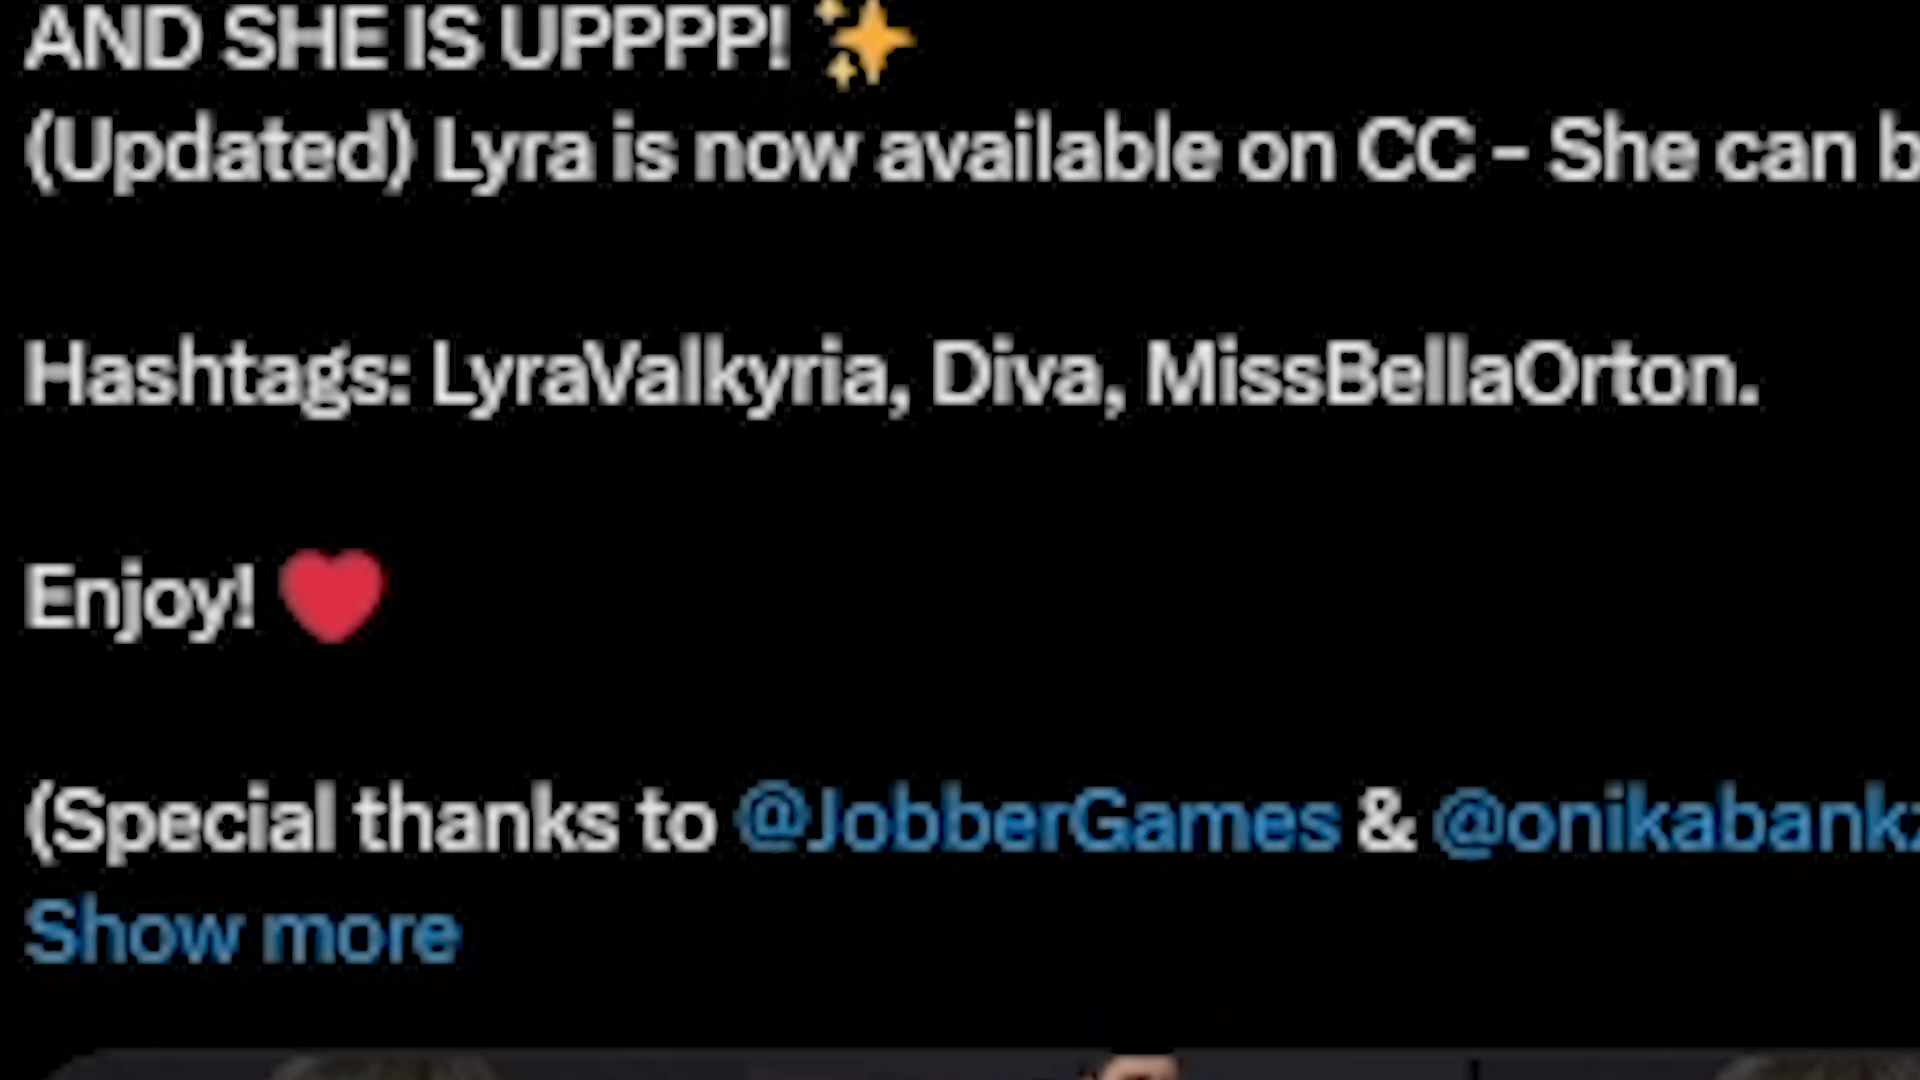 AND SHE IS UPPPP! ✨
(Updated) Lyra is now available on CC - She can
Hashtags: LyraValkyria, Diva, MissBellaOrton.
Enjoy! ❤️
(Special thanks to @JobberGames & @onikabankz
Show more